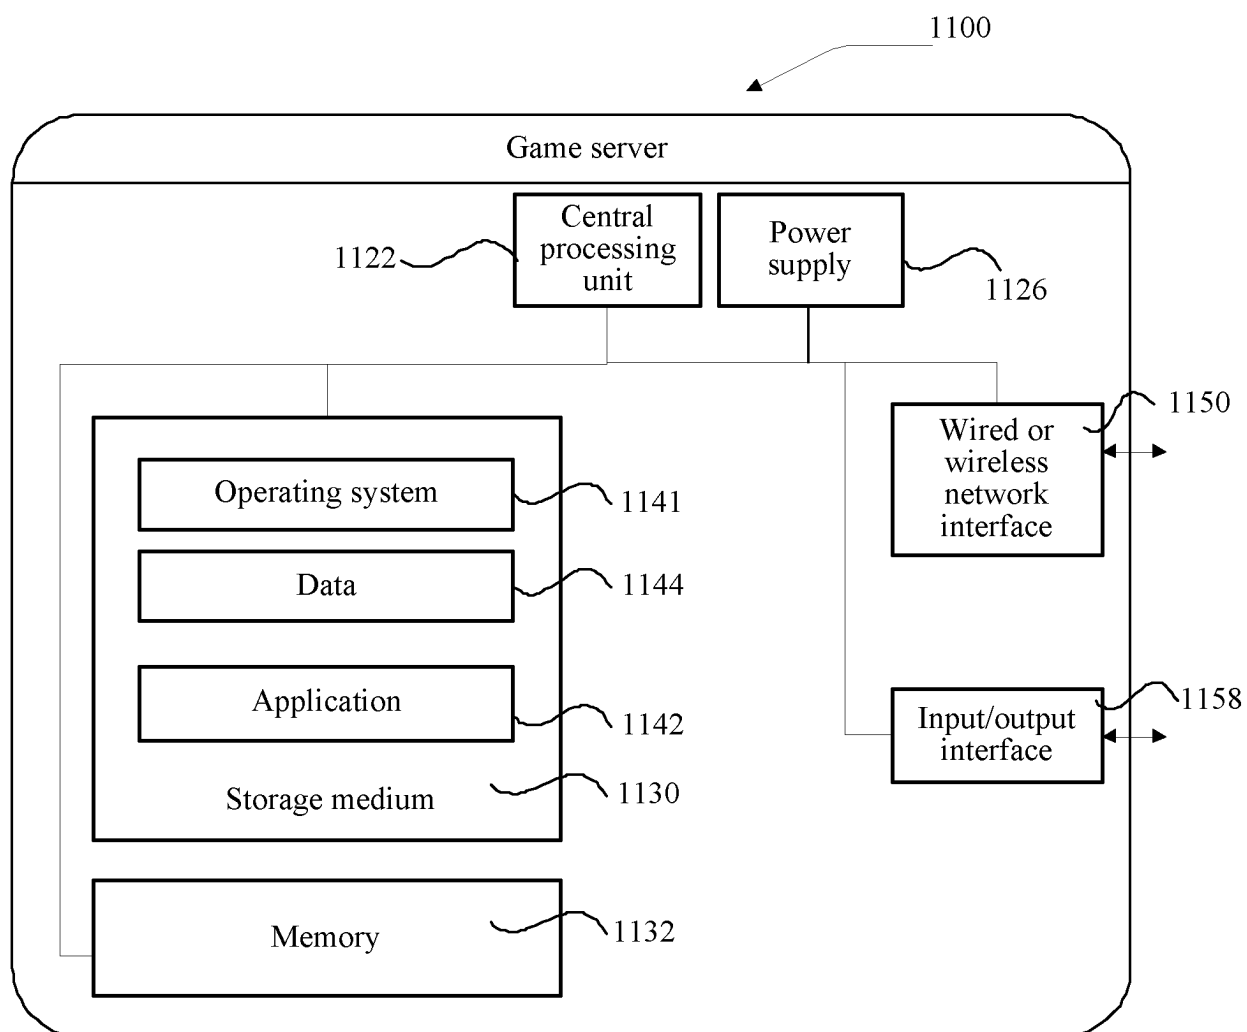 1100
Game server
Central
processing
unit
1122
Power
supply
1126
Wired or
wireless
network
interface
1150
Operating system
1141
Data
1144
Application
1142
Storage medium
1130
Input/output
interface
1158
Memory
1132